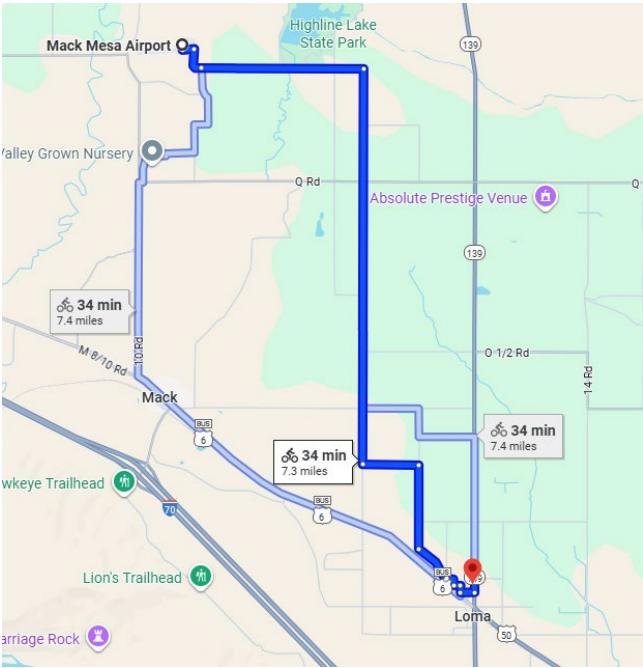 Highline Lake
State Park
139
Mack Mesa Airport
Valley Grown Nursery
Q Rd
Q
Absolute Prestige Venue
139
34 min
7.4 miles
10 Rd
M 8/10 Rd
O 1/2 Rd
14 Rd
Mack
BUS
6
34 min
7.4 miles
34 min
7.3 miles
wkeye Trailhead
70
BUS
6
Lion's Trailhead
BUS
6
Loma
50
arriage Rock